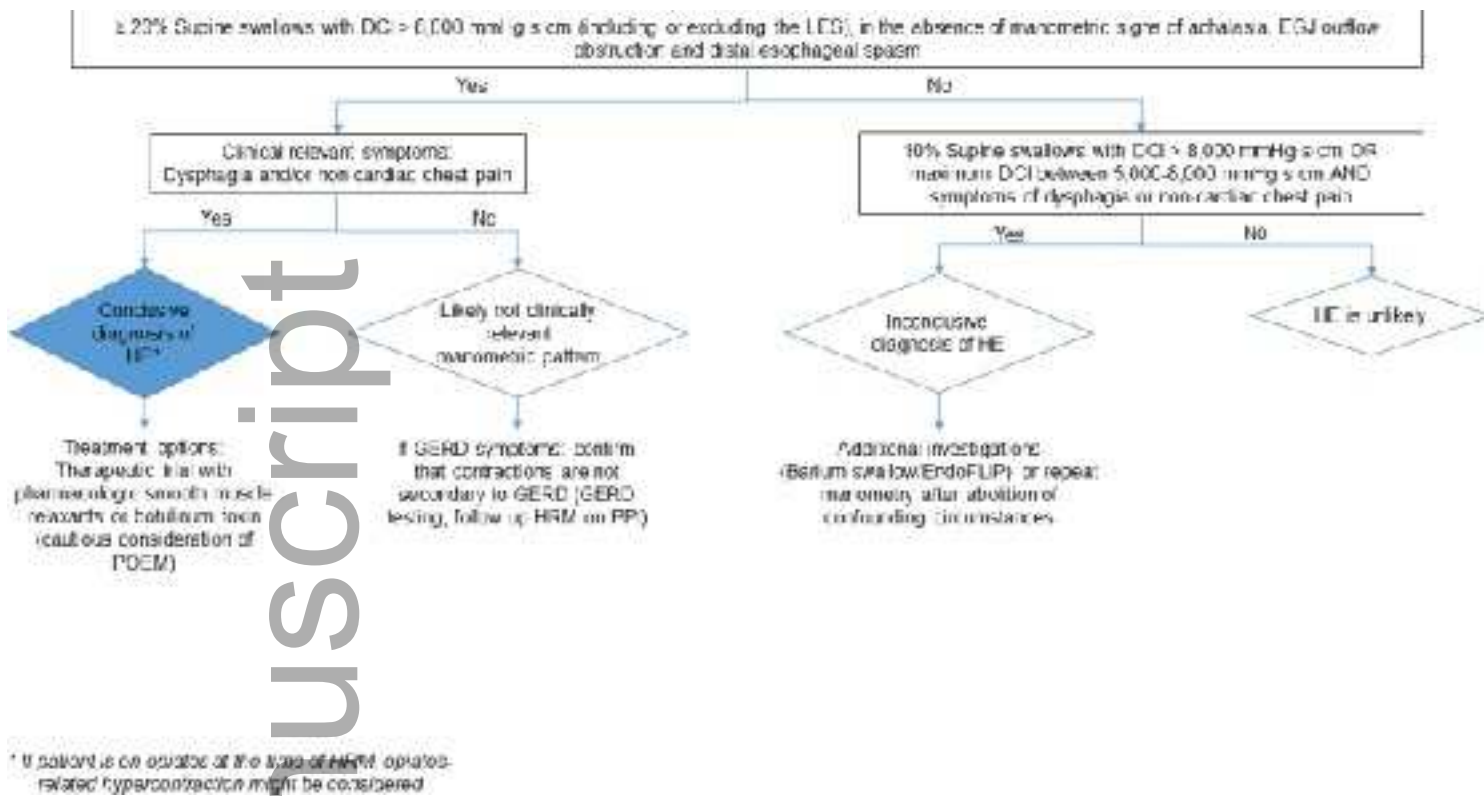 ≥ 20% Supine swallows with DCI > 8,000 mmHg s cm (including or excluding the LES), in the absence of manometric signs of achalasia, EGJ outflow
obstruction and distal esophageal spasm
Yes
No
Clinical relevant symptoms:
Dysphagia and/or non cardiac chest pain
10% Supine swallows with DCI > 8,000 mmHg s cm OR
maximum DCI between 5,000-8,000 mmHg s cm AND
symptoms of dysphagia or non-cardiac chest pain
Yes
No
Yes
No
Conclusive
diagnosis of
HE*
Likely not clinically
relevant
manometric pattern
Inconclusive
diagnosis of HE
HE is unlikely
Treatment options:
Therapeutic trial with
pharmacologic smooth muscle
relaxants or botulinum toxin
(cautious consideration of
POEM)
If GERD symptoms: confirm
that contractions are not
secondary to GERD (GERD
testing, follow up HRM on PPI)
Additional investigations
(Barium swallow/EndoFLIP) or repeat
manometry after abolition of
confounding circumstances
* If patient is on opiates at the time of HRM opiates-
related hypercontraction might be considered
uscript